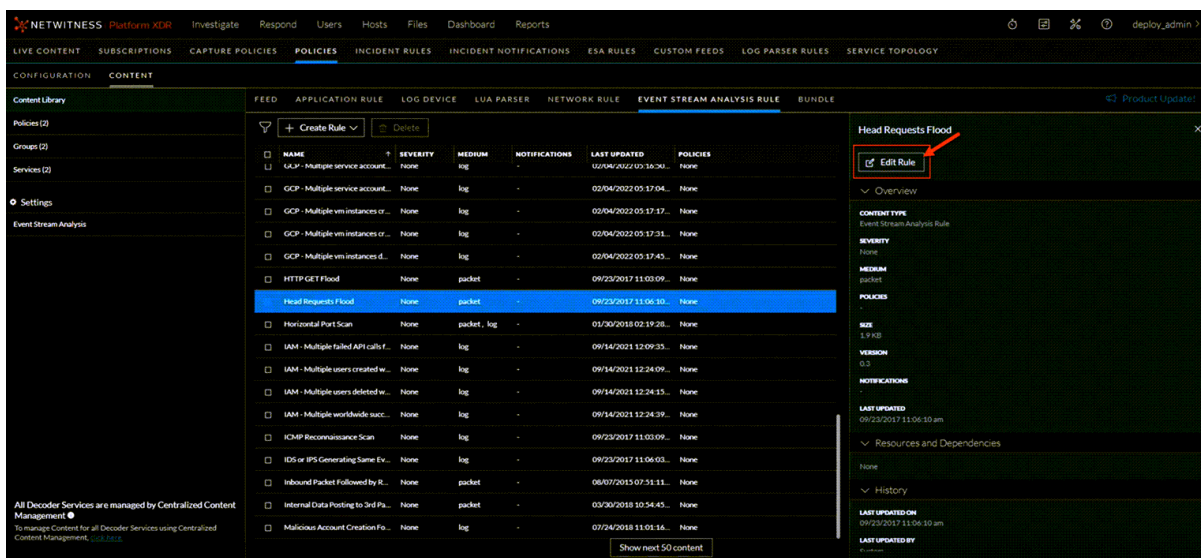 NETWITNESS Platform XDR Investigate Respond Users Hosts Files Dashboard Reports deploy_admin >
LIVE CONTENT SUBSCRIPTIONS CAPTURE POLICIES POLICIES INCIDENT RULES INCIDENT NOTIFICATIONS ESA RULES CUSTOM FEEDS LOG PARSER RULES SERVICE TOPOLOGY
CONFIGURATION CONTENT
Content Library
Policies (2)
Groups (2)
Services (2)
Settings
Event Stream Analysis
All Decoder Services are managed by Centralized Content
Management
To manage Content for all Decoder Services using Centralized
Content Management, click here.
FEED APPLICATION RULE LOG DEVICE LUA PARSER NETWORK RULE EVENT STREAM ANALYSIS RULE BUNDLE
Product Update!
+ Create Rule Delete
NAME ↑ SEVERITY MEDIUM NOTIFICATIONS LAST UPDATED POLICIES
GCP - Multiple service account... None log - 02/04/2022 05:16:50... None
GCP - Multiple service account... None log - 02/04/2022 05:17:04... None
GCP - Multiple vm instances cr... None log - 02/04/2022 05:17:17... None
GCP - Multiple vm instances cr... None log - 02/04/2022 05:17:31... None
GCP - Multiple vm instances d... None log - 02/04/2022 05:17:45... None
HTTP GET Flood None packet - 09/23/2017 11:03:09... None
Head Requests Flood None packet - 09/23/2017 11:06:10... None
Horizontal Port Scan None packet , log - 01/30/2018 02:19:28... None
IAM - Multiple failed API calls f... None log - 09/14/2021 12:09:35... None
IAM - Multiple users created w... None log - 09/14/2021 12:24:09... None
IAM - Multiple users deleted w... None log - 09/14/2021 12:24:15... None
IAM - Multiple worldwide succ... None log - 09/14/2021 12:24:39... None
ICMP Reconnaissance Scan None log - 09/23/2017 11:03:09... None
IDS or IPS Generating Same Ev... None log - 09/23/2017 11:06:03... None
Inbound Packet Followed by R... None packet - 08/07/2015 07:51:11... None
Internal Data Posting to 3rd Pa... None packet - 03/30/2018 10:54:45... None
Malicious Account Creation Fo... None log - 07/24/2018 11:01:16... None
Show next 50 content
Head Requests Flood
Edit Rule
Overview
CONTENT TYPE
Event Stream Analysis Rule
SEVERITY
None
MEDIUM
packet
POLICIES
-
SIZE
1.9 KB
VERSION
0.3
NOTIFICATIONS
-
LAST UPDATED
09/23/2017 11:06:10 am
Resources and Dependencies
None
History
LAST UPDATED ON
09/23/2017 11:06:10 am
LAST UPDATED BY